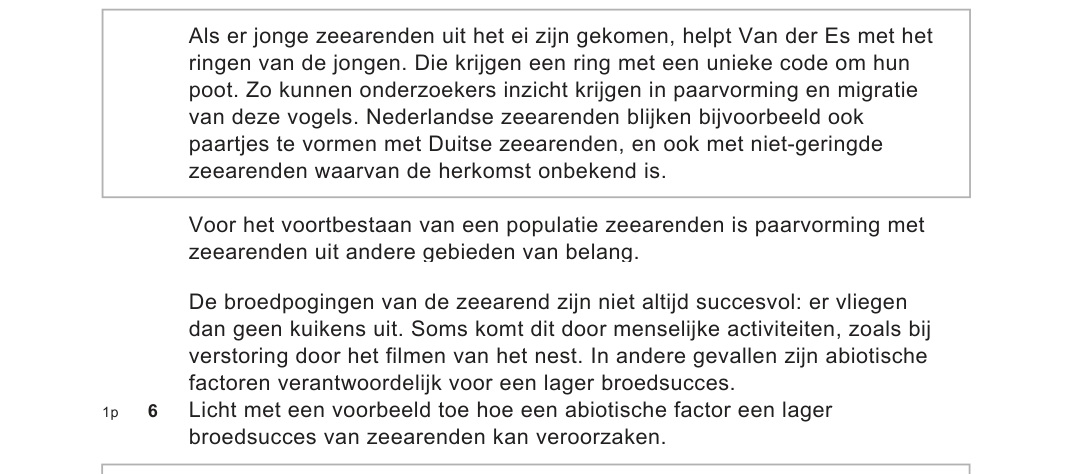 Als er jonge zeearenden uit het ei zijn gekomen, helpt Van der Es met het
ringen van de jongen. Die krijgen een ring met een unieke code om hun
poot. Zo kunnen onderzoekers inzicht krijgen in paarvorming en migratie
van deze vogels. Nederlandse zeearenden blijken bijvoorbeeld ook
paartjes te vormen met Duitse zeearenden, en ook met niet-geringde
zeearenden waarvan de herkomst onbekend is.
Voor het voortbestaan van een populatie zeearenden is paarvorming met
zeearenden uit andere gebieden van belang.
De broedpogingen van de zeearend zijn niet altijd succesvol: er vliegen
dan geen kuikens uit. Soms komt dit door menselijke activiteiten, zoals bij
verstoring door het filmen van het nest. In andere gevallen zijn abiotische
factoren verantwoordelijk voor een lager broedsucces.
1p 6 Licht met een voorbeeld toe hoe een abiotische factor een lager
broedsucces van zeearenden kan veroorzaken.